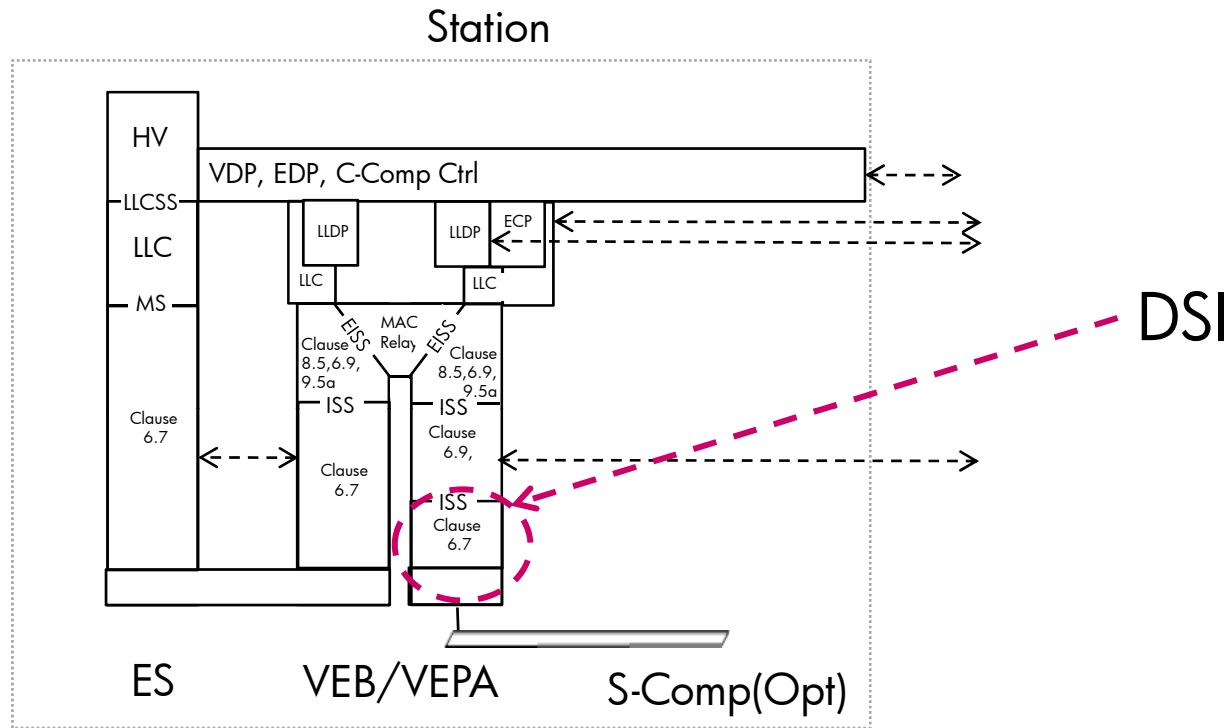 Station
HV
VDP, EDP, C-Comp Ctrl
LLCSS
LLC
LLDP
LLDP
ECP
LLC
LLC
MS
EISS
MAC
Relay
EISS
Clause
8.5,6.9,
9.5a
Clause
8.5,6.9,
9.5a
ISS
ISS
Clause
6.7
Clause
6.9,
Clause
6.7
ISS
Clause
6.7
DSI
ES
VEB/VEPA
S-Comp(Opt)